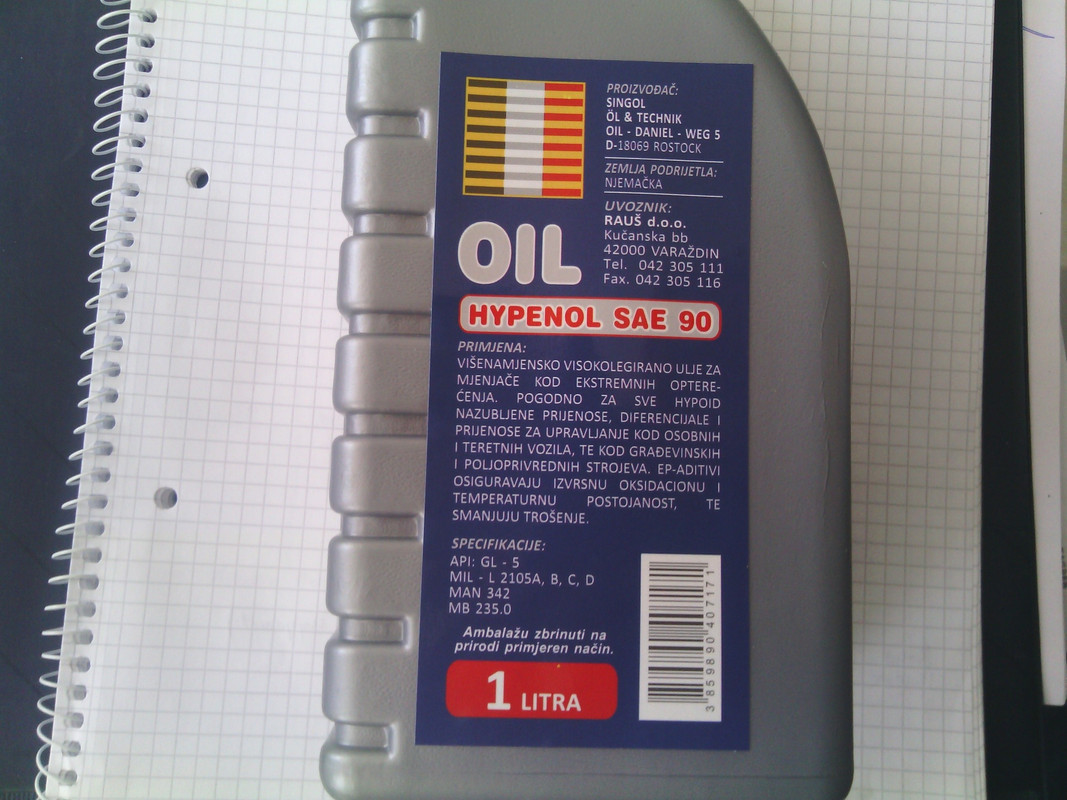 PROIZVOĐAČ:
SINGOL
ÖL & TECHNIK
OIL - DANIEL - WEG 5
D-18069 ROSTOCK
ZEMLJA PODRIJETLA:
NJEMAČKA
UVOZNIK:
RAUŠ d.o.o.
Kučanska bb
42000 VARAŽDIN
Tel. 042 305 111
Fax. 042 305 116
OIL
HYPENOL SAE 90
PRIMJENA:
VIŠENAMJENSKO VISOKOLEGIRANO ULJE ZA
MJENJAČE KOD EKSTREMNIH OPTERE-
ĆENJA. POGODNO ZA SVE HYPOID
NAZUBLJENE PRIJENOSE, DIFERENCIJALE I
PRIJENOSE ZA UPRAVLJANJE KOD OSOBNIH
I TERETNIH VOZILA, TE KOD GRAĐEVINSKIH
I POLJOPRIVREDNIH STROJEVA. EP-ADITIVI
OSIGURAVAJU IZVRSNU OKSIDACIONU I
TEMPERATURNU POSTOJANOST, TE
SMANJUJU TROŠENJE.
SPECIFIKACIJE:
API: GL - 5
MIL - L 2105A, B, C, D
MAN 342
MB 235.0
Ambalažu zbrinuti na
prirodi primjeren način.
1 LITRA
3 859890 407171